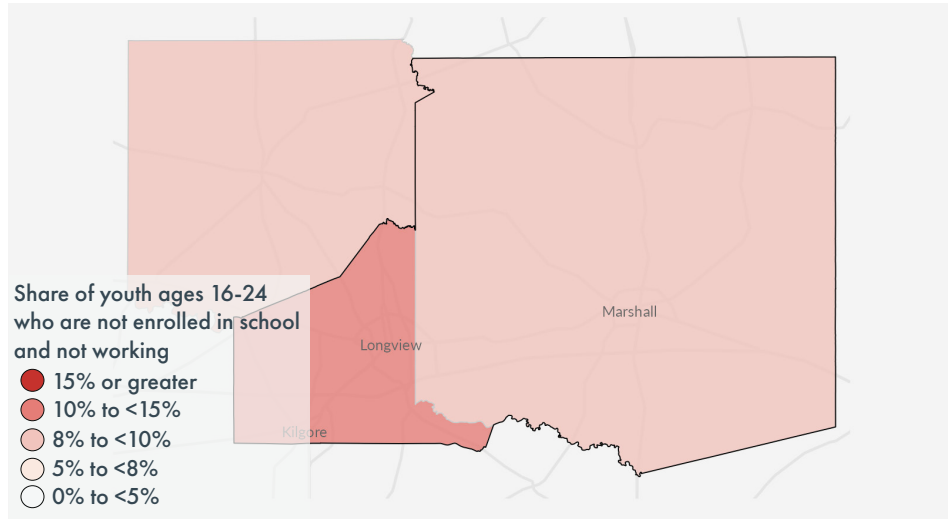 Share of youth ages 16-24
who are not enrolled in school
and not working
15% or greater
10% to <15%
8% to <10%
5% to <8%
0% to <5%
Marshall
Longview
Kilgore